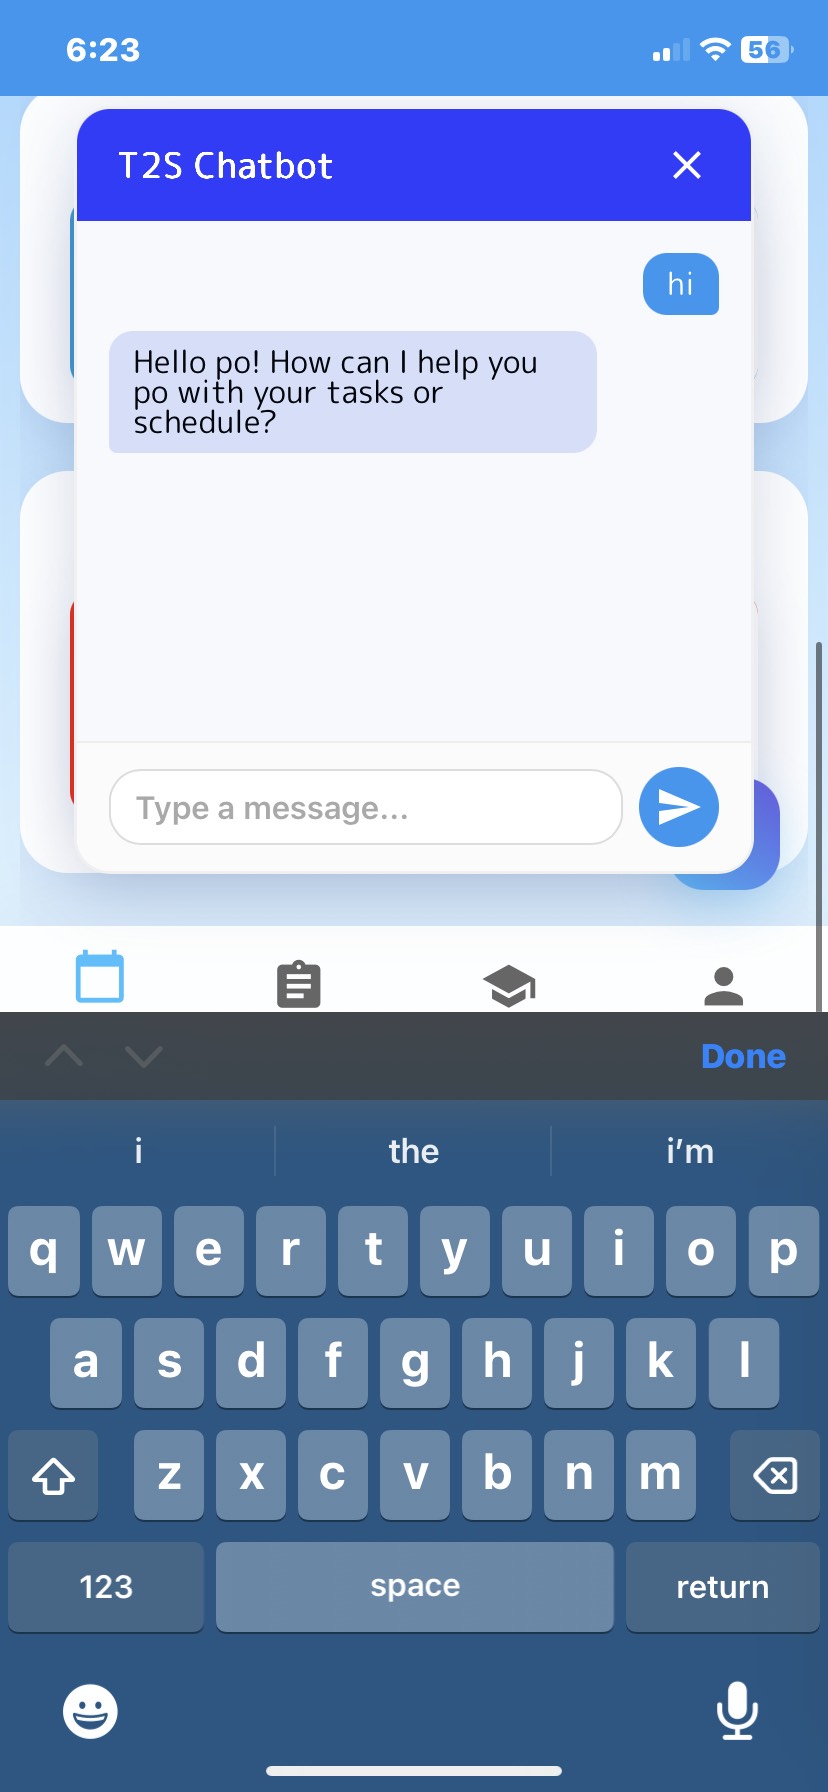 6:23
56
T2S Chatbot
hi
Hello po! How can I help you
po with your tasks or
schedule?
Type a message...
Done
i the i’m
q w e r t y u i o p
a s d f g h j k l
z x c v b n m
123 space return